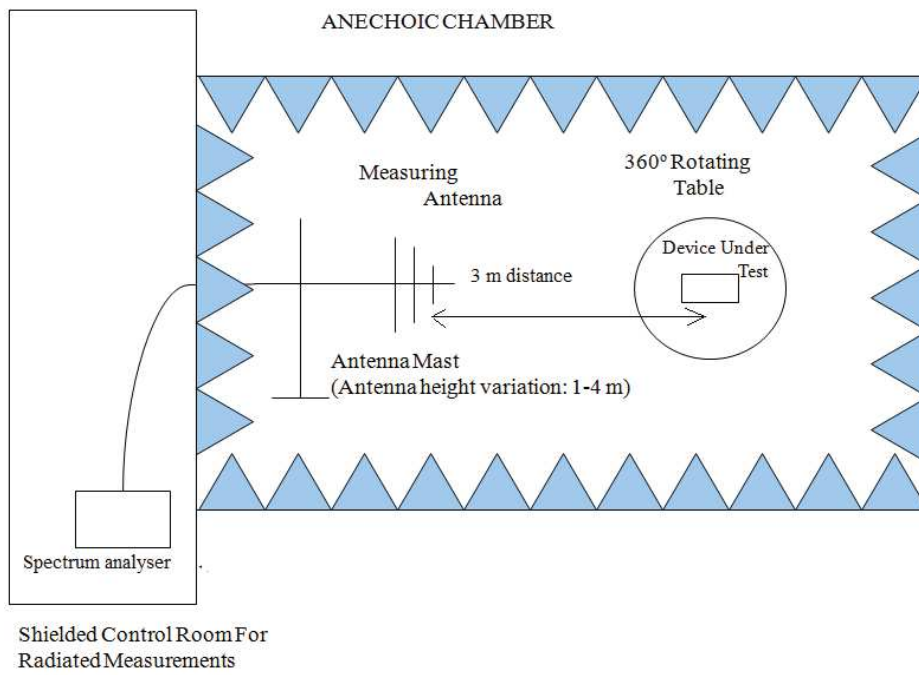 ANECHOIC CHAMBER
Measuring
Antenna
360º Rotating
Table
Device Under
Test
3 m distance
Antenna Mast
(Antenna height variation: 1-4 m)
Spectrum analyser .
Shielded Control Room For
Radiated Measurements